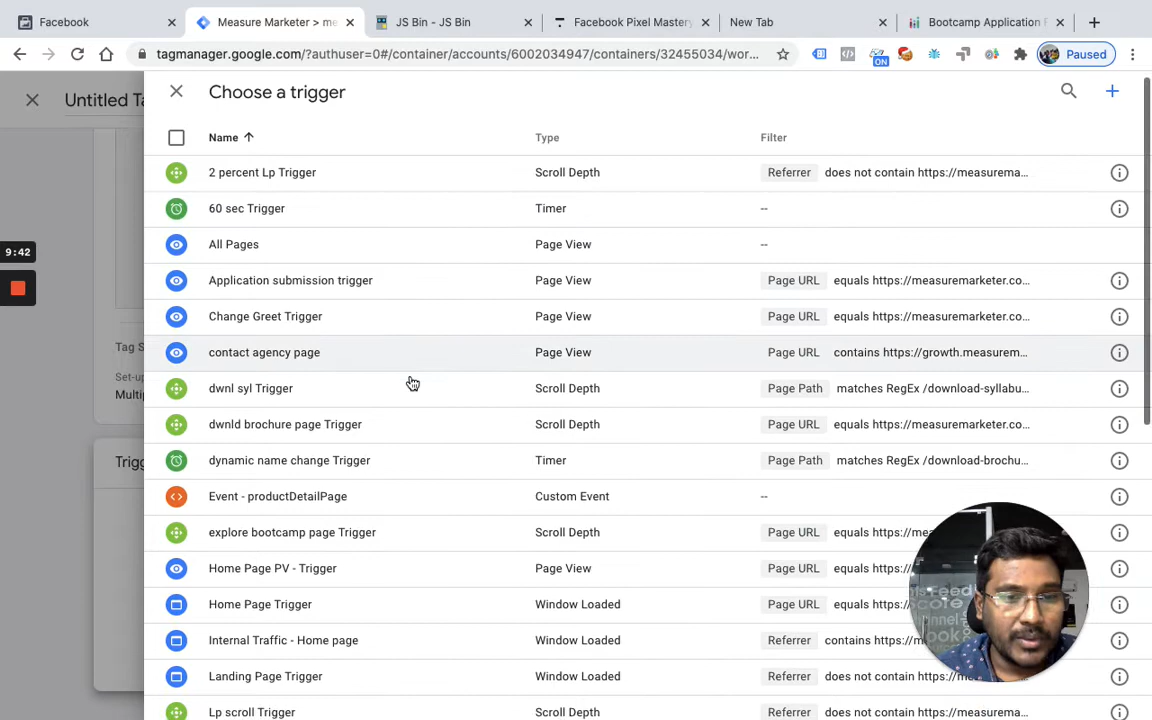 Facebook
Measure Marketer > me
JS Bin - JS Bin
Facebook Pixel Mastery
New Tab
Bootcamp Application F
tagmanager.google.com/?authuser=0#/container/accounts/6002034947/containers/32455034/wor...
ON
Paused
Untitled Ta
Choose a trigger
Name
Type
Filter
2 percent Lp Trigger
Scroll Depth
Referrer does not contain https://measurema...
60 sec Trigger
Timer
--
All Pages
Page View
--
9:42
Application submission trigger
Page View
Page URL equals https://measuremarketer.co...
Change Greet Trigger
Page View
Page URL equals https://measuremarketer.co...
Tag S
contact agency page
Page View
Page URL contains https://growth.measurem...
Set-up
Multip
dwnl syl Trigger
Scroll Depth
Page Path matches RegEx /download-syllabu...
dwnld brochure page Trigger
Scroll Depth
Page URL equals https://measuremarketer.co...
Trigg
dynamic name change Trigger
Timer
Page Path matches RegEx /download-brochu...
Event - productDetailPage
Custom Event
--
explore bootcamp page Trigger
Scroll Depth
Page URL equals https://mea
Home Page PV - Trigger
Page View
Page URL equals https:/
Home Page Trigger
Window Loaded
Page URL equals https:/
Internal Traffic - Home page
Window Loaded
Referrer contains https:/
Landing Page Trigger
Window Loaded
Referrer does not contain https://measurema...
Lp scroll Trigger
Scroll Depth
Referrer does not contain https://measurema...